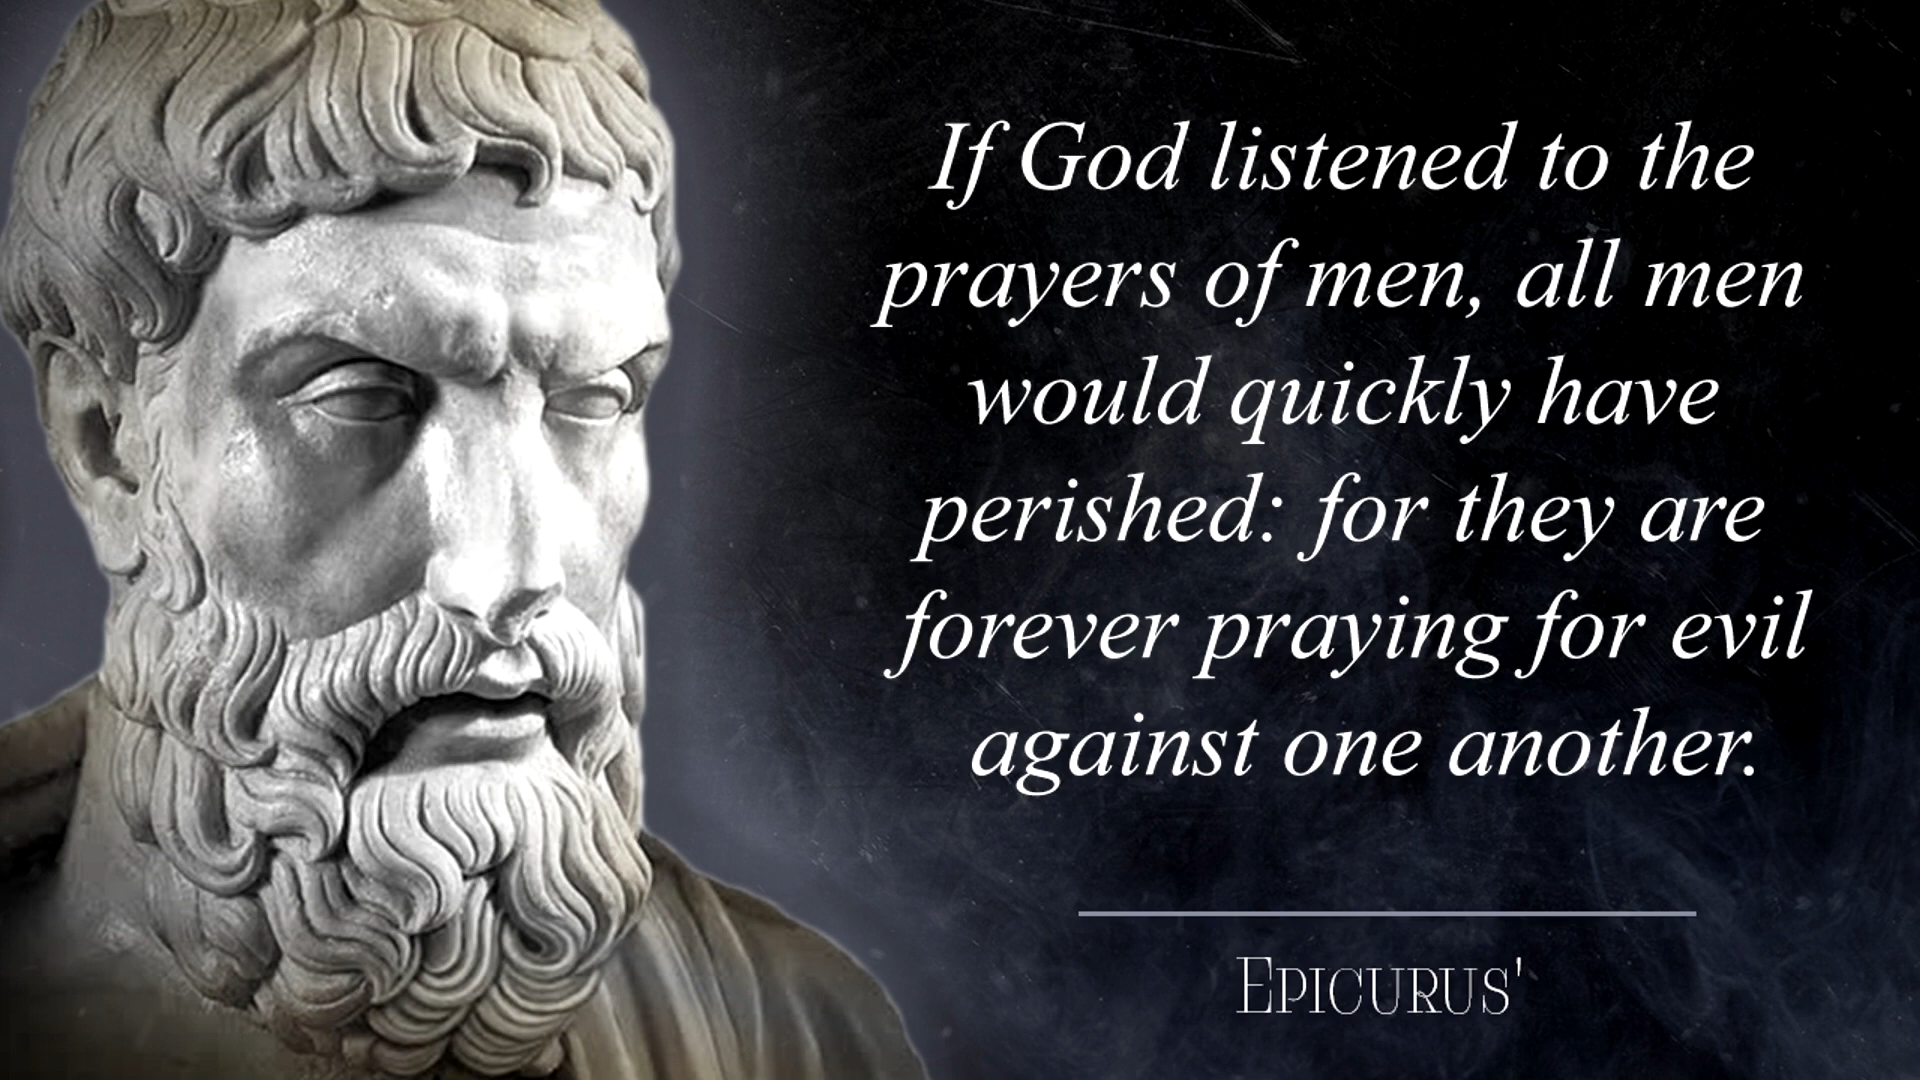 If God listened to the
prayers of men, all men
would quickly have
perished: for they are
forever praying for evil
against one another.
Epicurus'